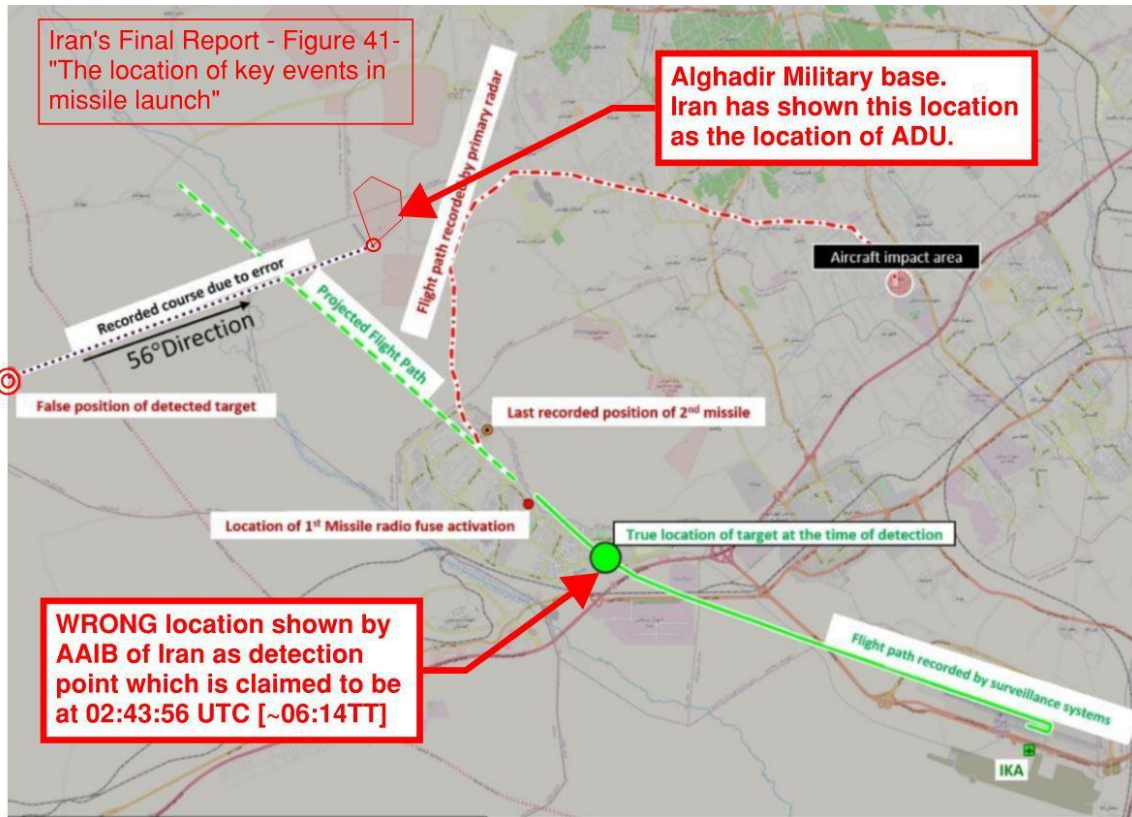 Iran's Final Report - Figure 41-
"The location of key events in
missile launch"
Alghadir Military base.
Iran has shown this location
as the location of ADU.
Flight path recorded by primary radar
Aircraft impact area
Recorded course due to error
56°Direction
Projected Flight Path
False position of detected target
Last recorded position of 2nd missile
Location of 1st Missile radio fuse activation
True location of target at the time of detection
WRONG location shown by
AAIB of Iran as detection
point which is claimed to be
at 02:43:56 UTC [~06:14TT]
Flight path recorded by surveillance systems
IKA